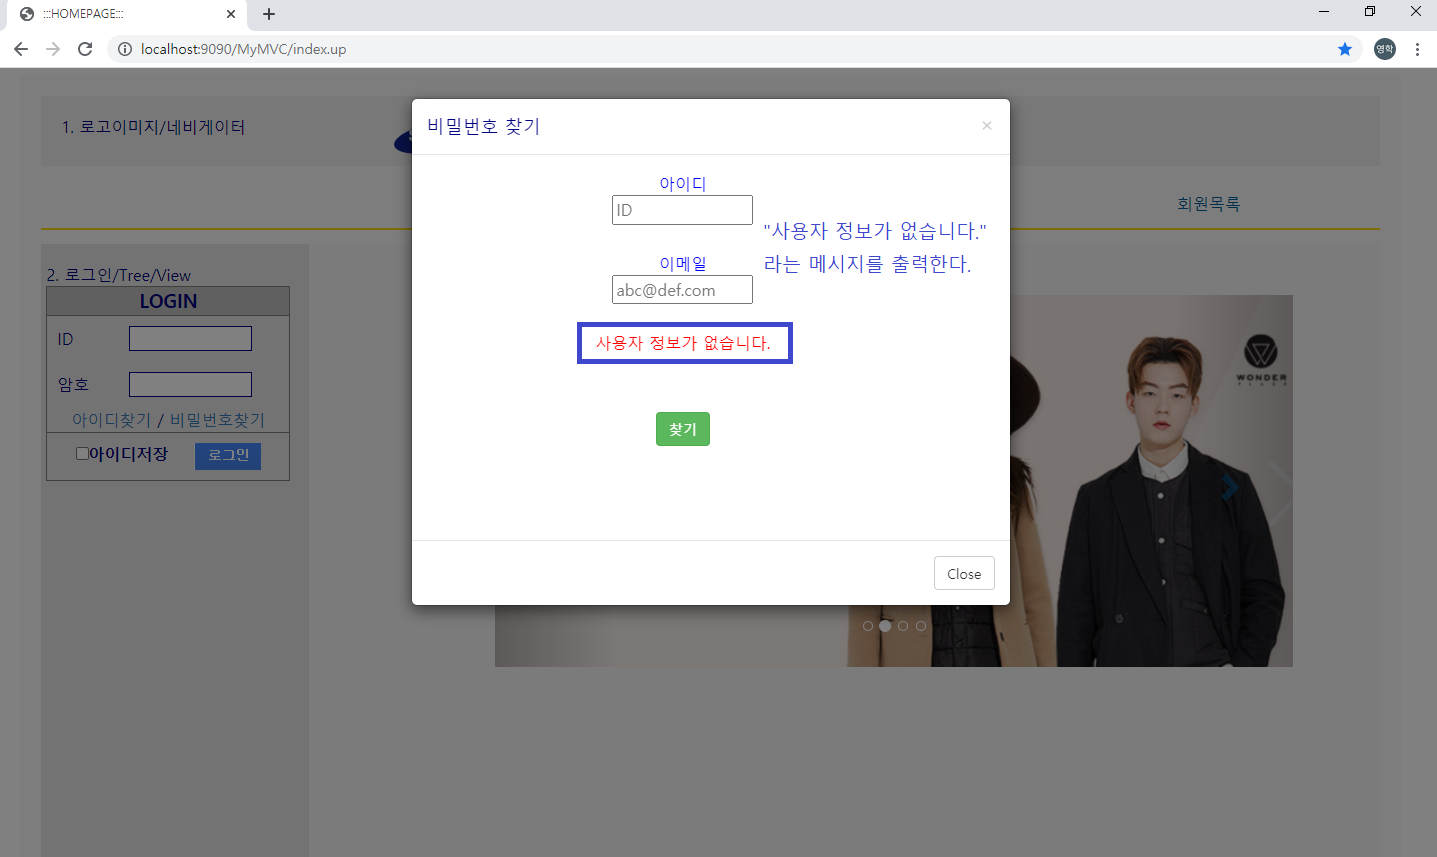 :::HOMEPAGE:::
localhost:9090/MyMVC/index.up
영학
1. 로고이미지/네비게이터
회원목록
2. 로그인/Tree/View
LOGIN
ID
암호
아이디찾기 / 비밀번호찾기
아이디저장
로그인
비밀번호 찾기
×
아이디
ID
"사용자 정보가 없습니다."
라는 메시지를 출력한다.
이메일
abc@def.com
사용자 정보가 없습니다.
찾기
Close
WONDER